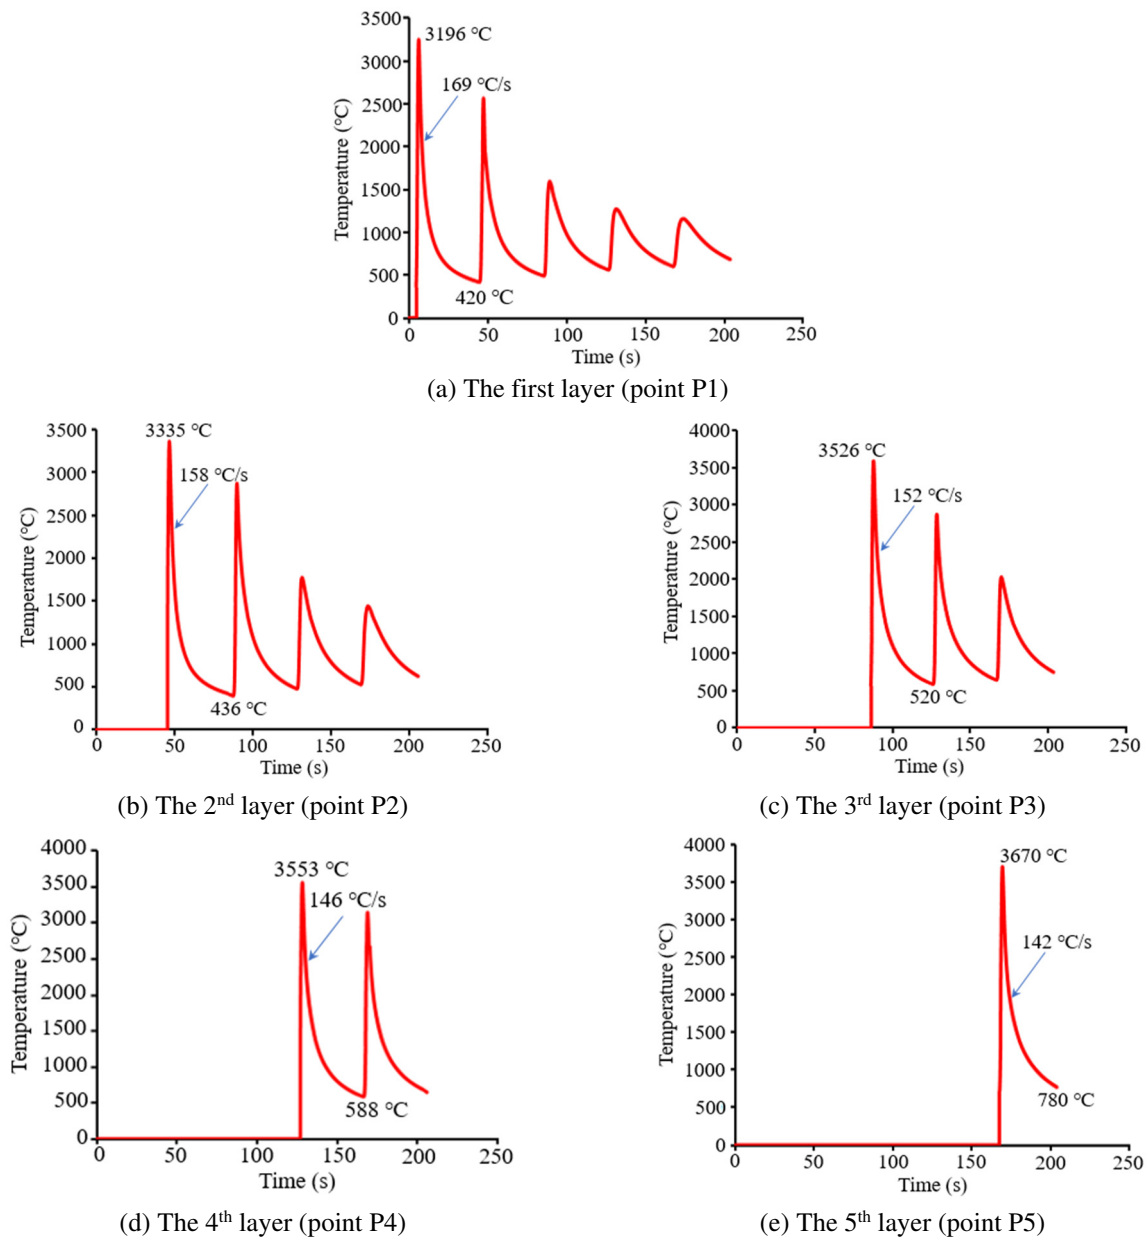 3500
3000
2500
2000
1500
1000
500
0
Temperature (°C)
3196 °C
169 °C/s
420 °C
0 50 100 150 200 250
Time (s)
(a) The first layer (point P1)
3500
3000
2500
2000
1500
1000
500
0
Temperature (°C)
3335 °C
158 °C/s
436 °C
0 50 100 150 200 250
Time (s)
(b) The 2nd layer (point P2)
4000
3500
3000
2500
2000
1500
1000
500
0
Temperature (°C)
3526 °C
152 °C/s
520 °C
0 50 100 150 200 250
Time (s)
(c) The 3rd layer (point P3)
4000
3500
3000
2500
2000
1500
1000
500
0
Temperature (°C)
3553 °C
146 °C/s
588 °C
0 50 100 150 200 250
Time (s)
(d) The 4th layer (point P4)
4000
3500
3000
2500
2000
1500
1000
500
0
Temperature (°C)
3670 °C
142 °C/s
780 °C
0 50 100 150 200 250
Time (s)
(e) The 5th layer (point P5)